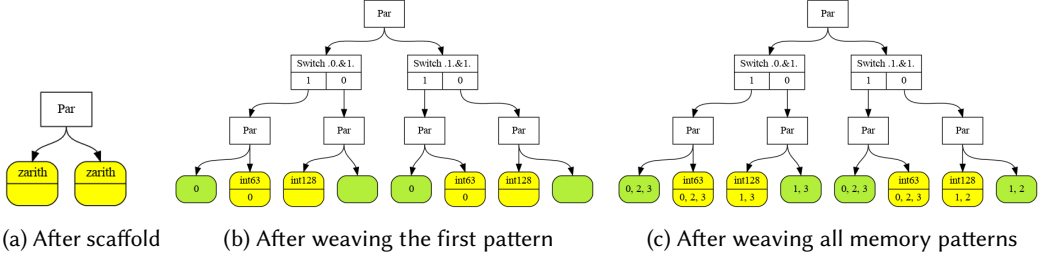 Par
zarith
zarith
(a) After scaffold
Par
Switch .0.&1.
1 0
Switch .1.&1.
1 0
Par
Par
Par
Par
0
int63
0
int128
0
int63
0
int128
(b) After weaving the first pattern
Par
Switch .0.&1.
1 0
Switch .1.&1.
1 0
Par
Par
Par
Par
0, 2, 3
int63
0, 2, 3
int128
1, 3
1, 3
0, 2, 3
int63
0, 2, 3
int128
1, 2
1, 2
(c) After weaving all memory patterns